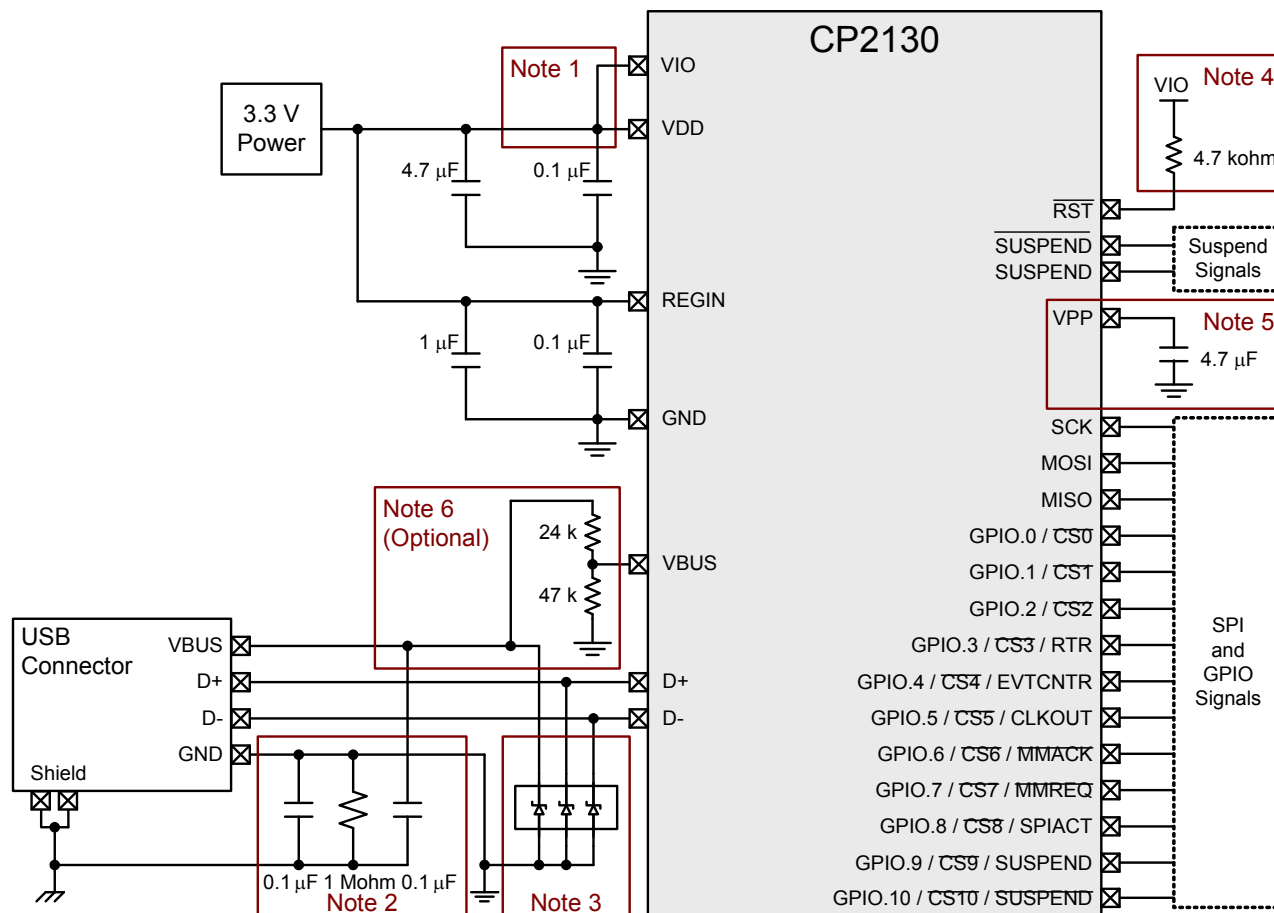 CP2130
Note 1
VIO
3.3 V
Power
VDD
4.7 μF
0.1 μF
REGIN
1 μF
0.1 μF
GND
Note 6
(Optional)
24 k
47 k
VBUS
USB
Connector
VBUS
D+
D-
GND
Shield
D+
D-
0.1 μF
1 Mohm
0.1 μF
Note 2
Note 3
Note 4
VIO
4.7 kohm
RST
SUSPEND
SUSPEND
Suspend
Signals
VPP
Note 5
4.7 μF
SCK
MOSI
MISO
GPIO.0 / CS0
GPIO.1 / CS1
GPIO.2 / CS2
GPIO.3 / CS3 / RTR
GPIO.4 / CS4 / EVTCNTR
GPIO.5 / CS5 / CLKOUT
GPIO.6 / CS6 / MMACK
GPIO.7 / CS7 / MMREQ
GPIO.8 / CS8 / SPIACT
GPIO.9 / CS9 / SUSPEND
GPIO.10 / CS10 / SUSPEND
SPI
and
GPIO
Signals